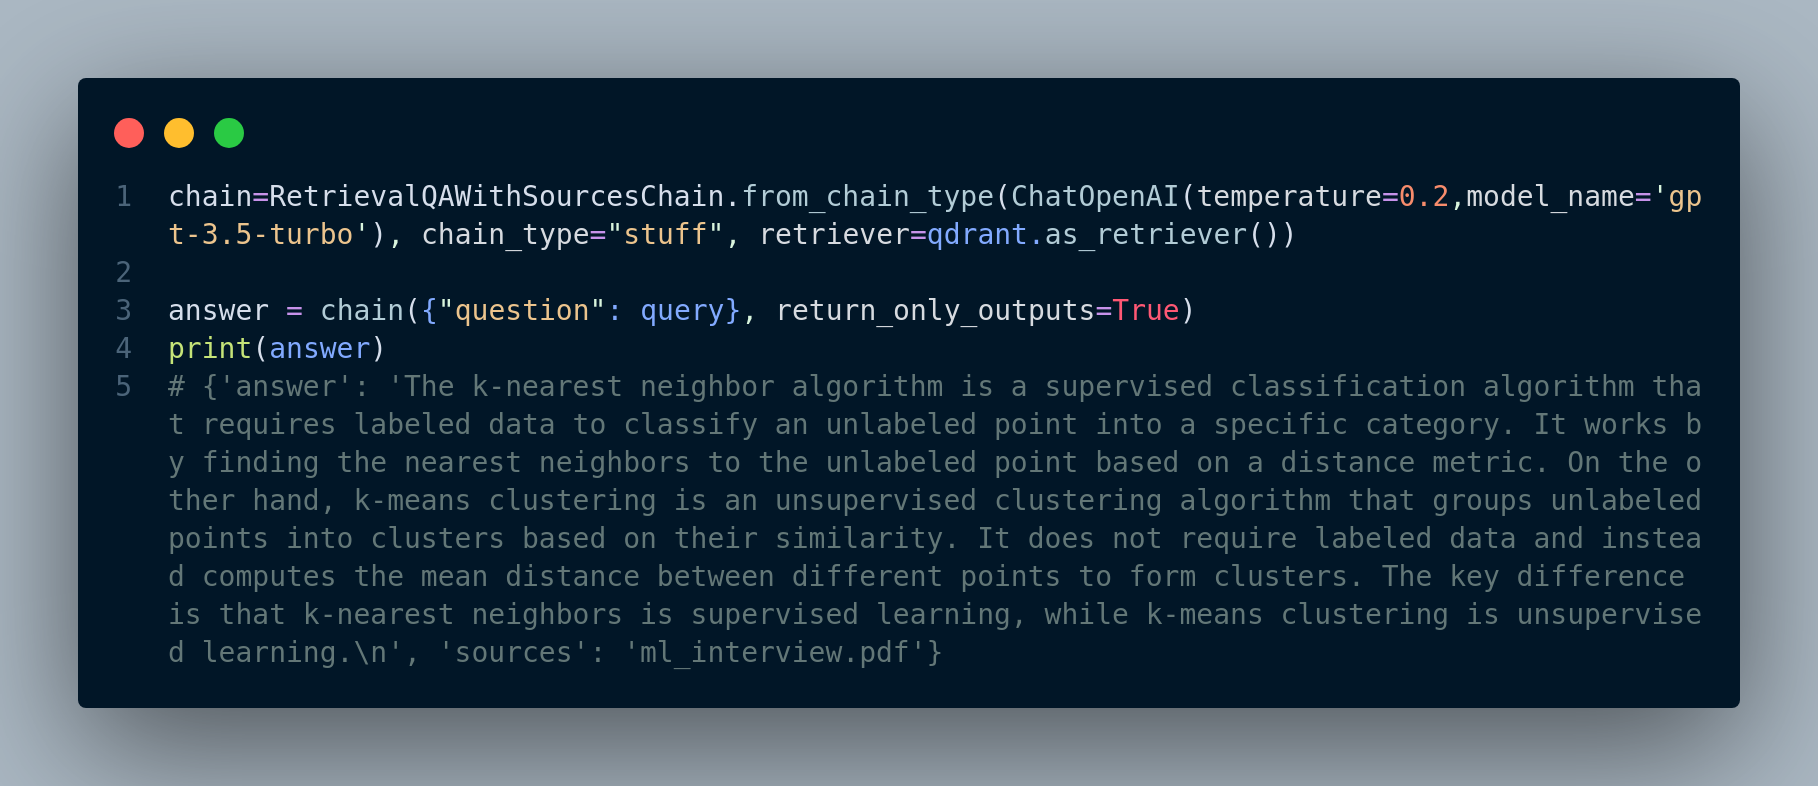 1 chain=RetrievalQAWithSourcesChain.from_chain_type(ChatOpenAI(temperature=0.2,model_name='gp
t-3.5-turbo'), chain_type="stuff", retriever=qdrant.as_retriever())
2
3 answer = chain({"question": query}, return_only_outputs=True)
4 print(answer)
5 # {'answer': 'The k-nearest neighbor algorithm is a supervised classification algorithm tha
t requires labeled data to classify an unlabeled point into a specific category. It works b
y finding the nearest neighbors to the unlabeled point based on a distance metric. On the o
ther hand, k-means clustering is an unsupervised clustering algorithm that groups unlabeled
points into clusters based on their similarity. It does not require labeled data and instea
d computes the mean distance between different points to form clusters. The key difference
is that k-nearest neighbors is supervised learning, while k-means clustering is unsupervise
d learning.\n', 'sources': 'ml_interview.pdf'}